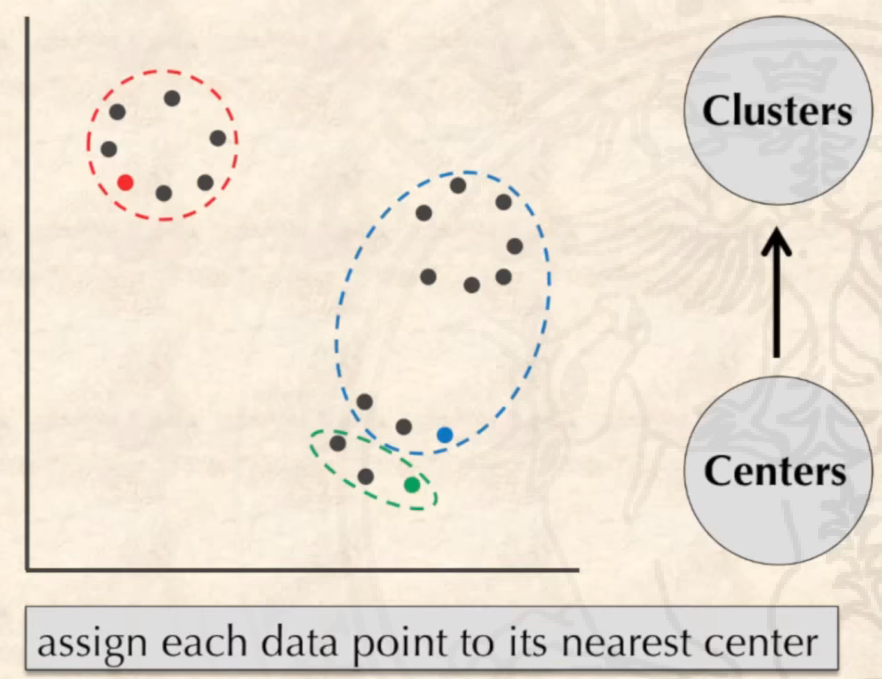 Clusters
Centers
assign each data point to its nearest center